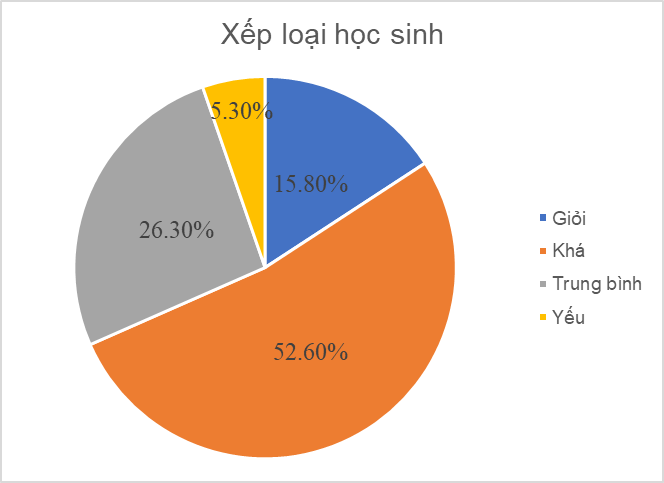 Xếp loại học sinh
5.30%
15.80%
26.30%
52.60%
Giỏi
Khá
Trung bình
Yếu